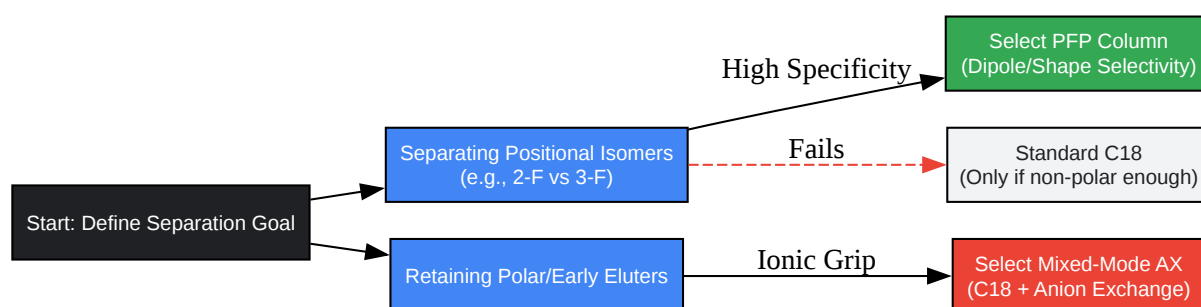 Select PFP Column
(Dipole/Shape Selectivity)
High Specificity
Separating Positional Isomers
(e.g., 2-F vs 3-F)
Fails
Standard C18
(Only if non-polar enough)
Start: Define Separation Goal
Retaining Polar/Early Eluters
Ionic Grip
Select Mixed-Mode AX
(C18 + Anion Exchange)